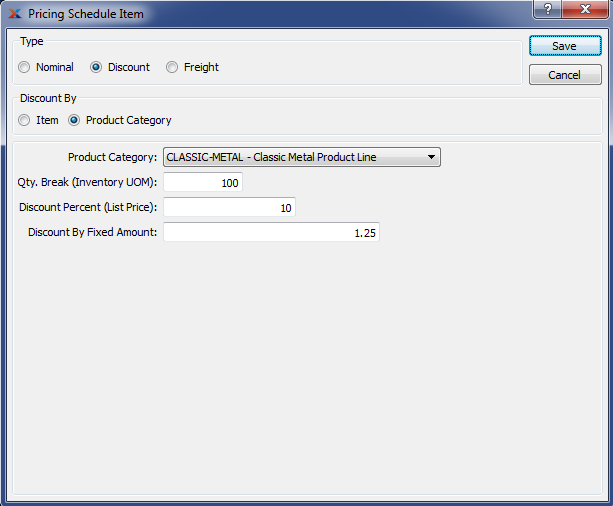 Pricing Schedule Item
?
Type
Nominal
Discount
Freight
Save
Cancel
Discount By
Item
Product Category
Product Category: CLASSIC-METAL - Classic Metal Product Line
Qty. Break (Inventory UOM): 100
Discount Percent (List Price): 10
Discount By Fixed Amount: 1.25